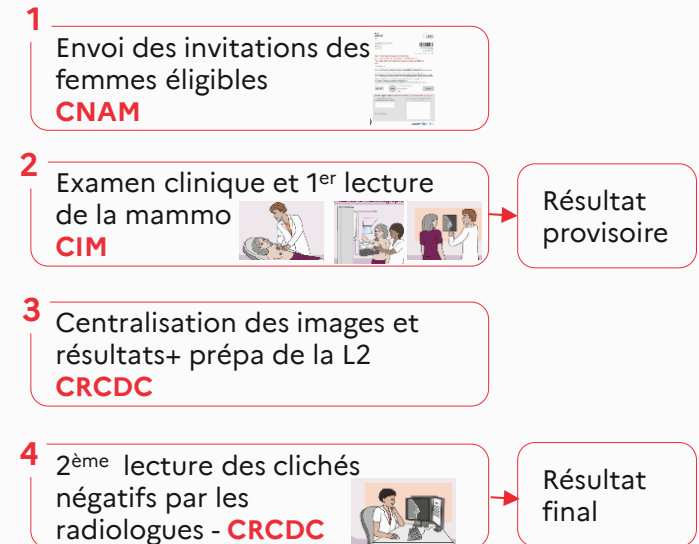 1
Envoi des invitations des
femmes éligibles
CNAM
2
Examen clinique et 1er lecture
de la mammo
CIM
Résultat
provisoire
3
Centralisation des images et
résultats+ prépa de la L2
CRCDC
4
2ème lecture des clichés
négatifs par les
radiologues - CRCDC
Résultat
final